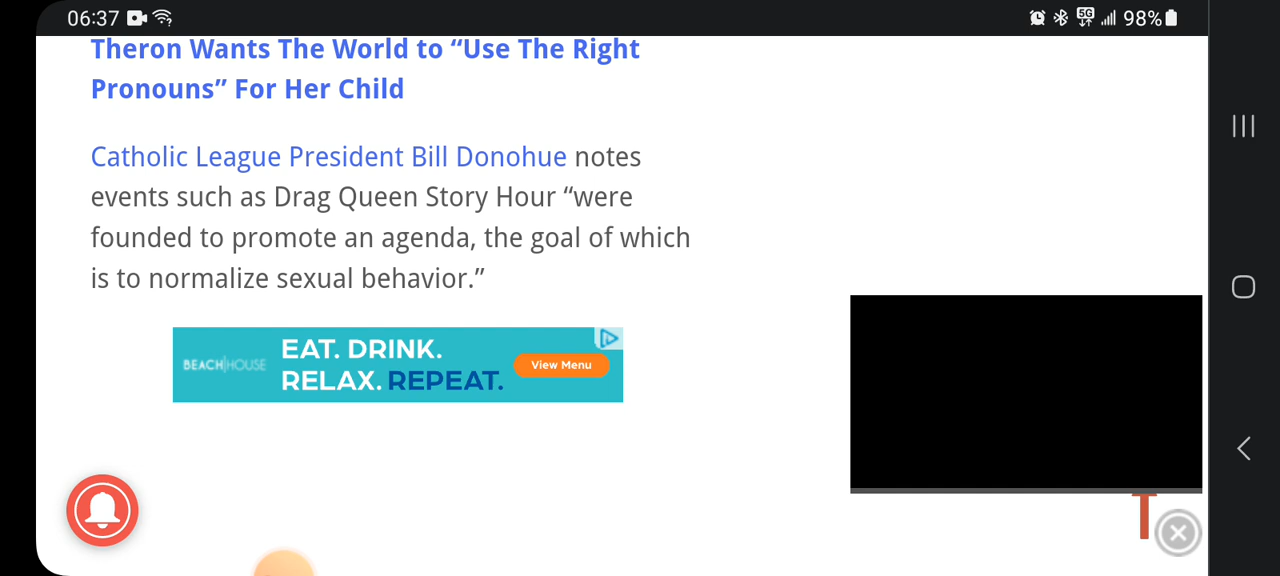 06:37
5G
98%
Theron Wants The World to “Use The Right
Pronouns” For Her Child
Catholic League President Bill Donohue notes
events such as Drag Queen Story Hour “were
founded to promote an agenda, the goal of which
is to normalize sexual behavior.”
BEACH|HOUSE
EAT. DRINK.
RELAX. REPEAT.
View Menu
T